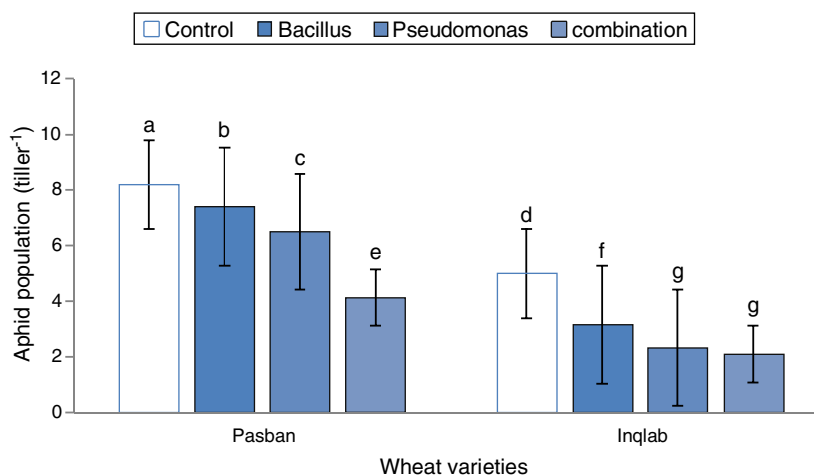 Control Bacillus Pseudomonas combination
Aphid population (tiller⁻¹)
12
10
8
6
4
2
0
a
b
c
e
d
f
g
g
Pasban Inqlab
Wheat varieties